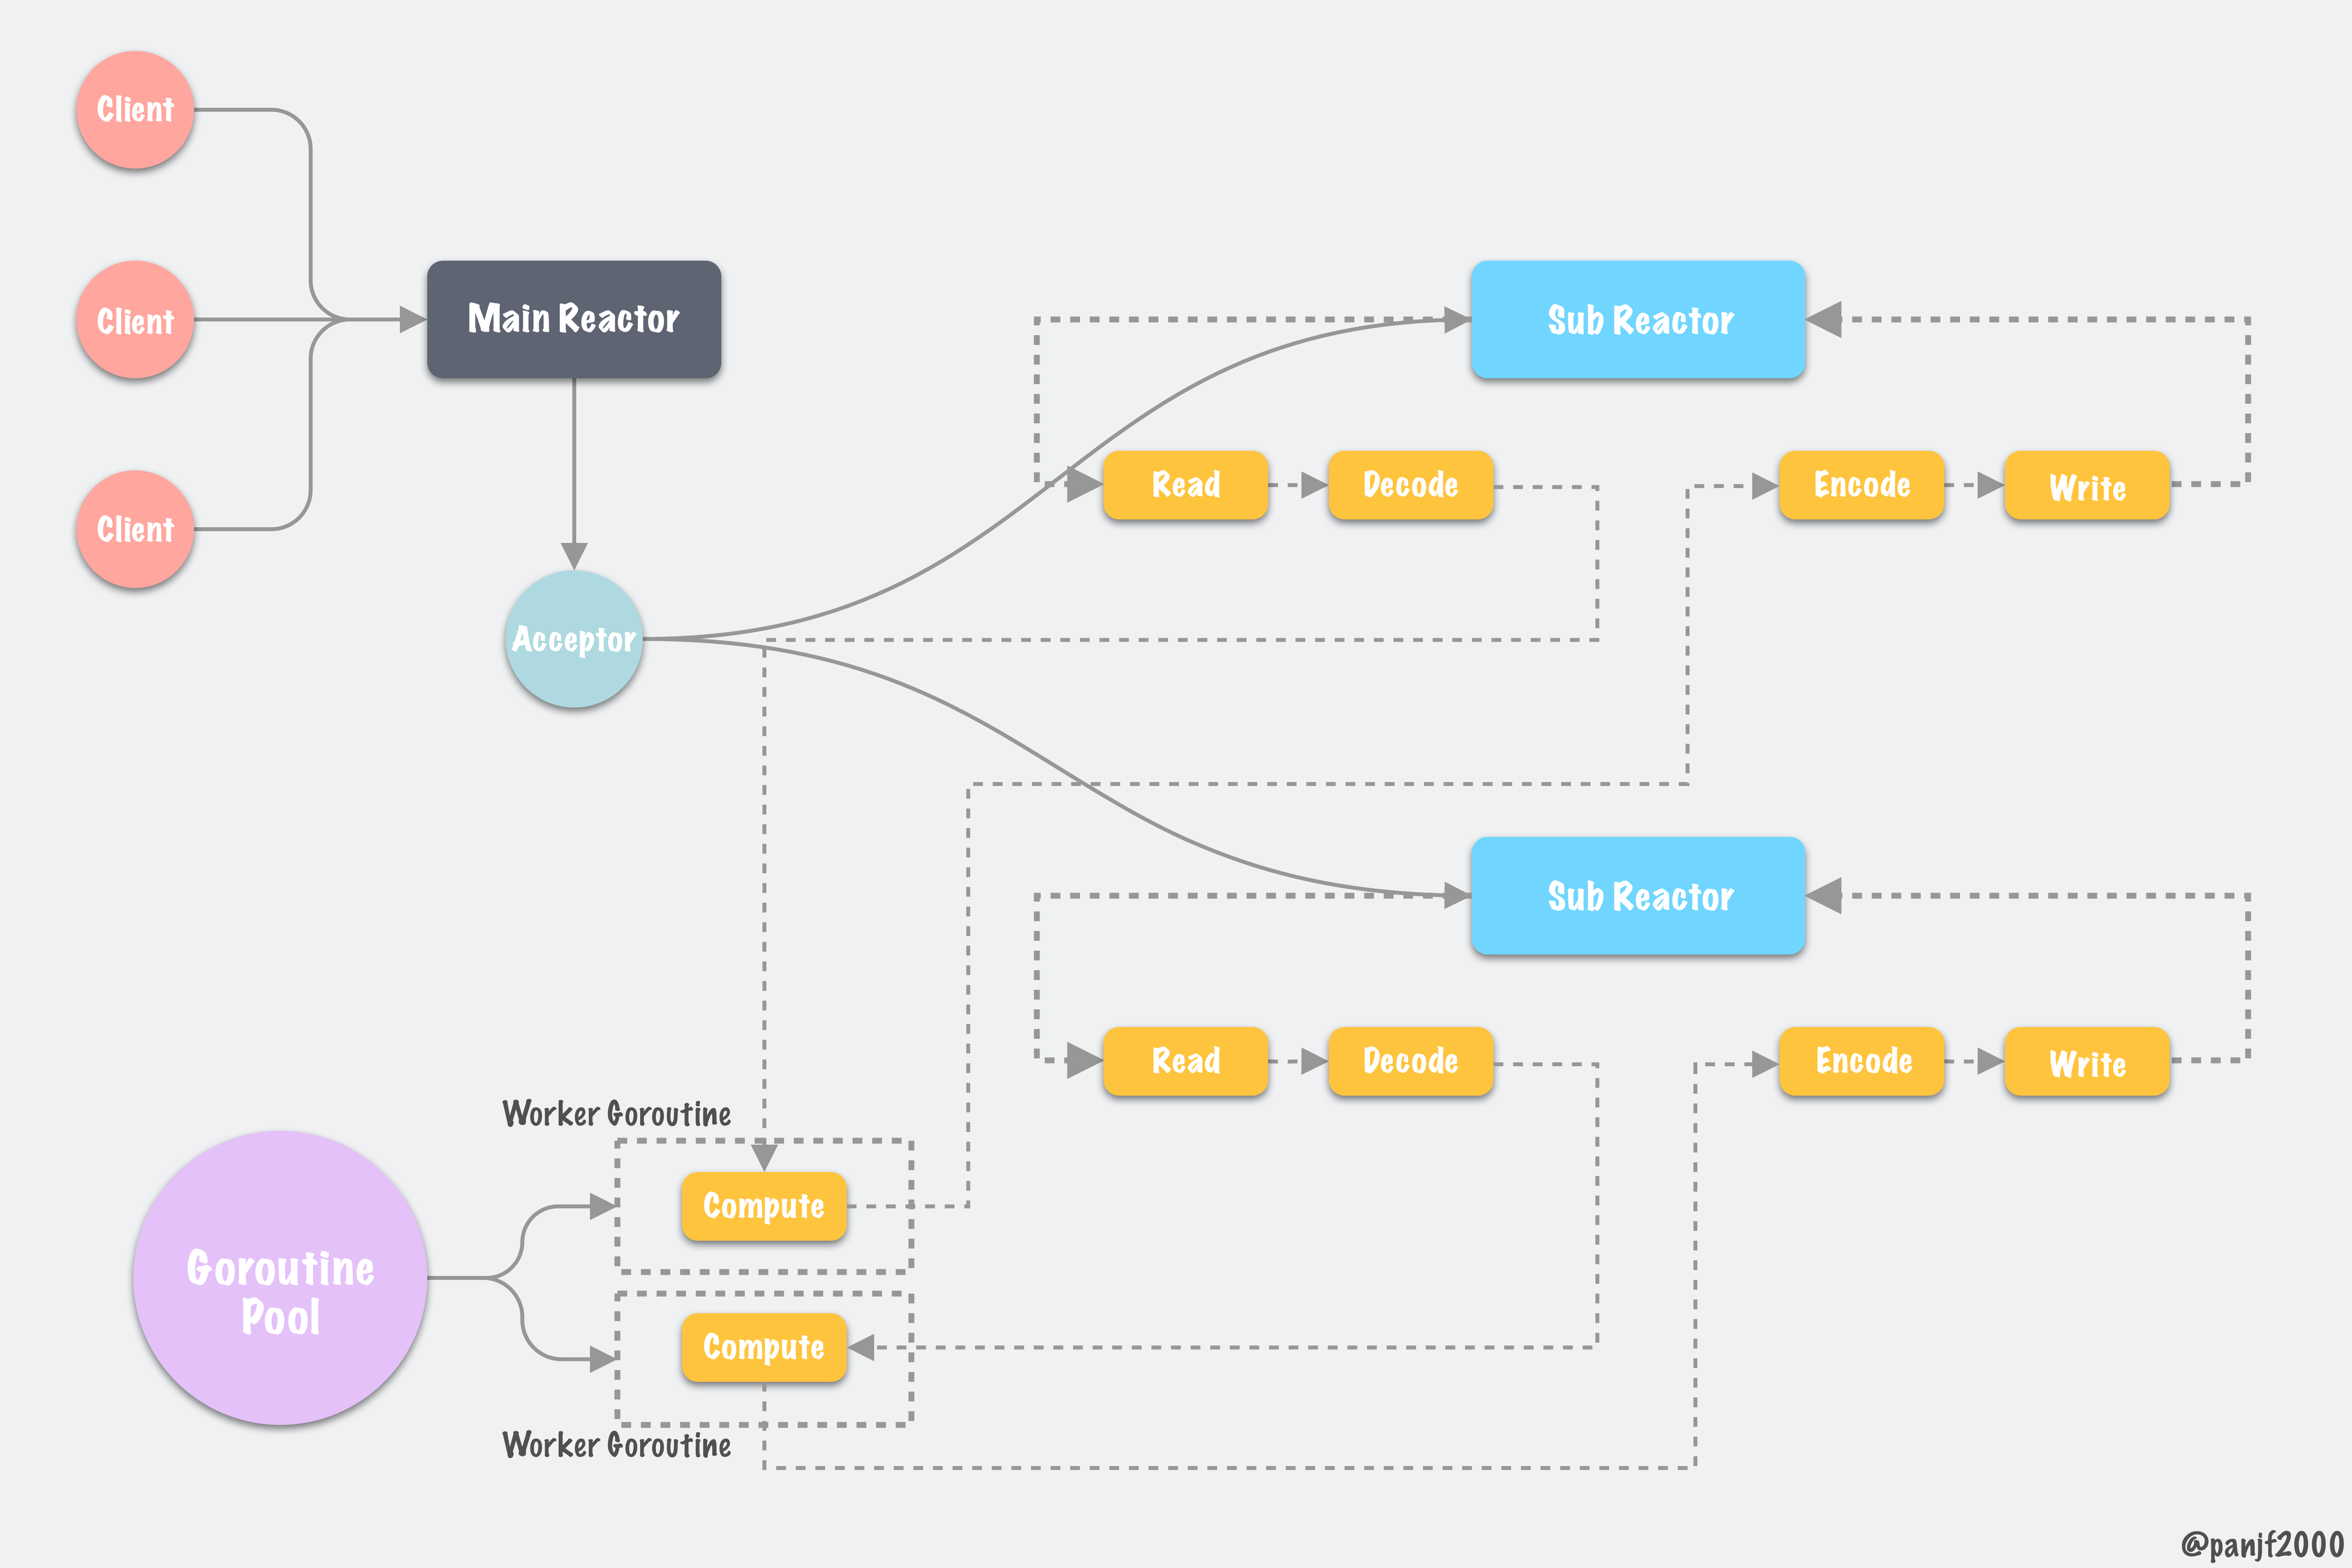 Client
Client
Main Reactor
Sub Reactor
Client
Read
Decode
Encode
Write
Acceptor
Sub Reactor
Read
Decode
Encode
Write
Worker Goroutine
Compute
Goroutine
Pool
Compute
Worker Goroutine
@panjf2000